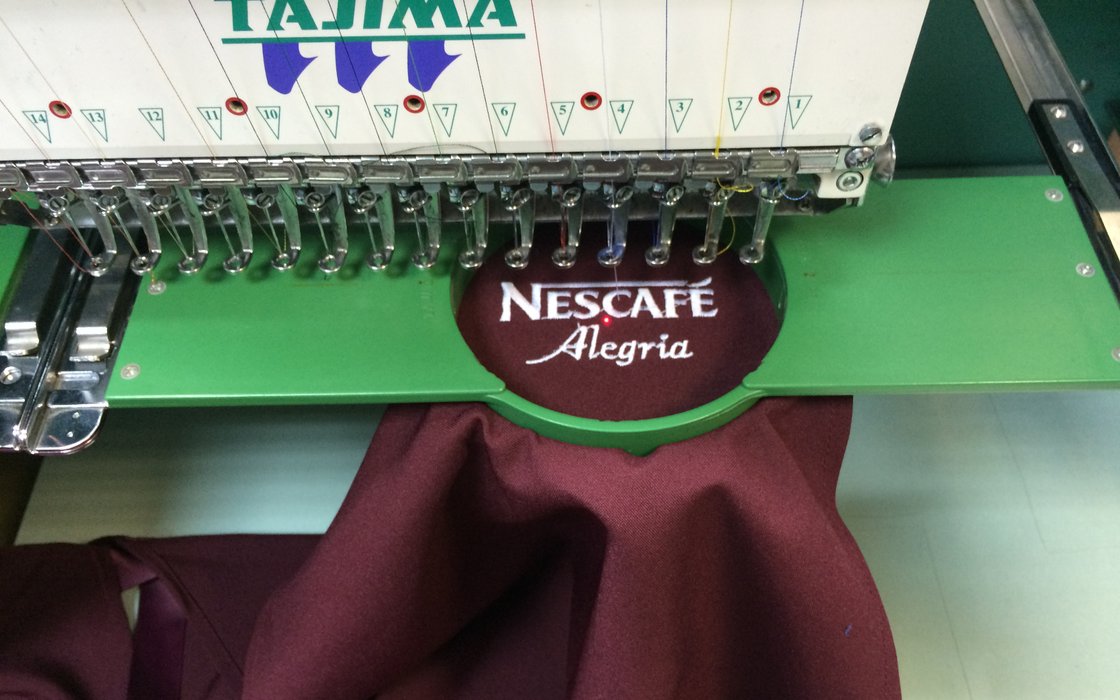 TAJIMA
14 13 12 11 10 9 8 7 6 5 4 3 2 1
NESCAFÉ
Alegria